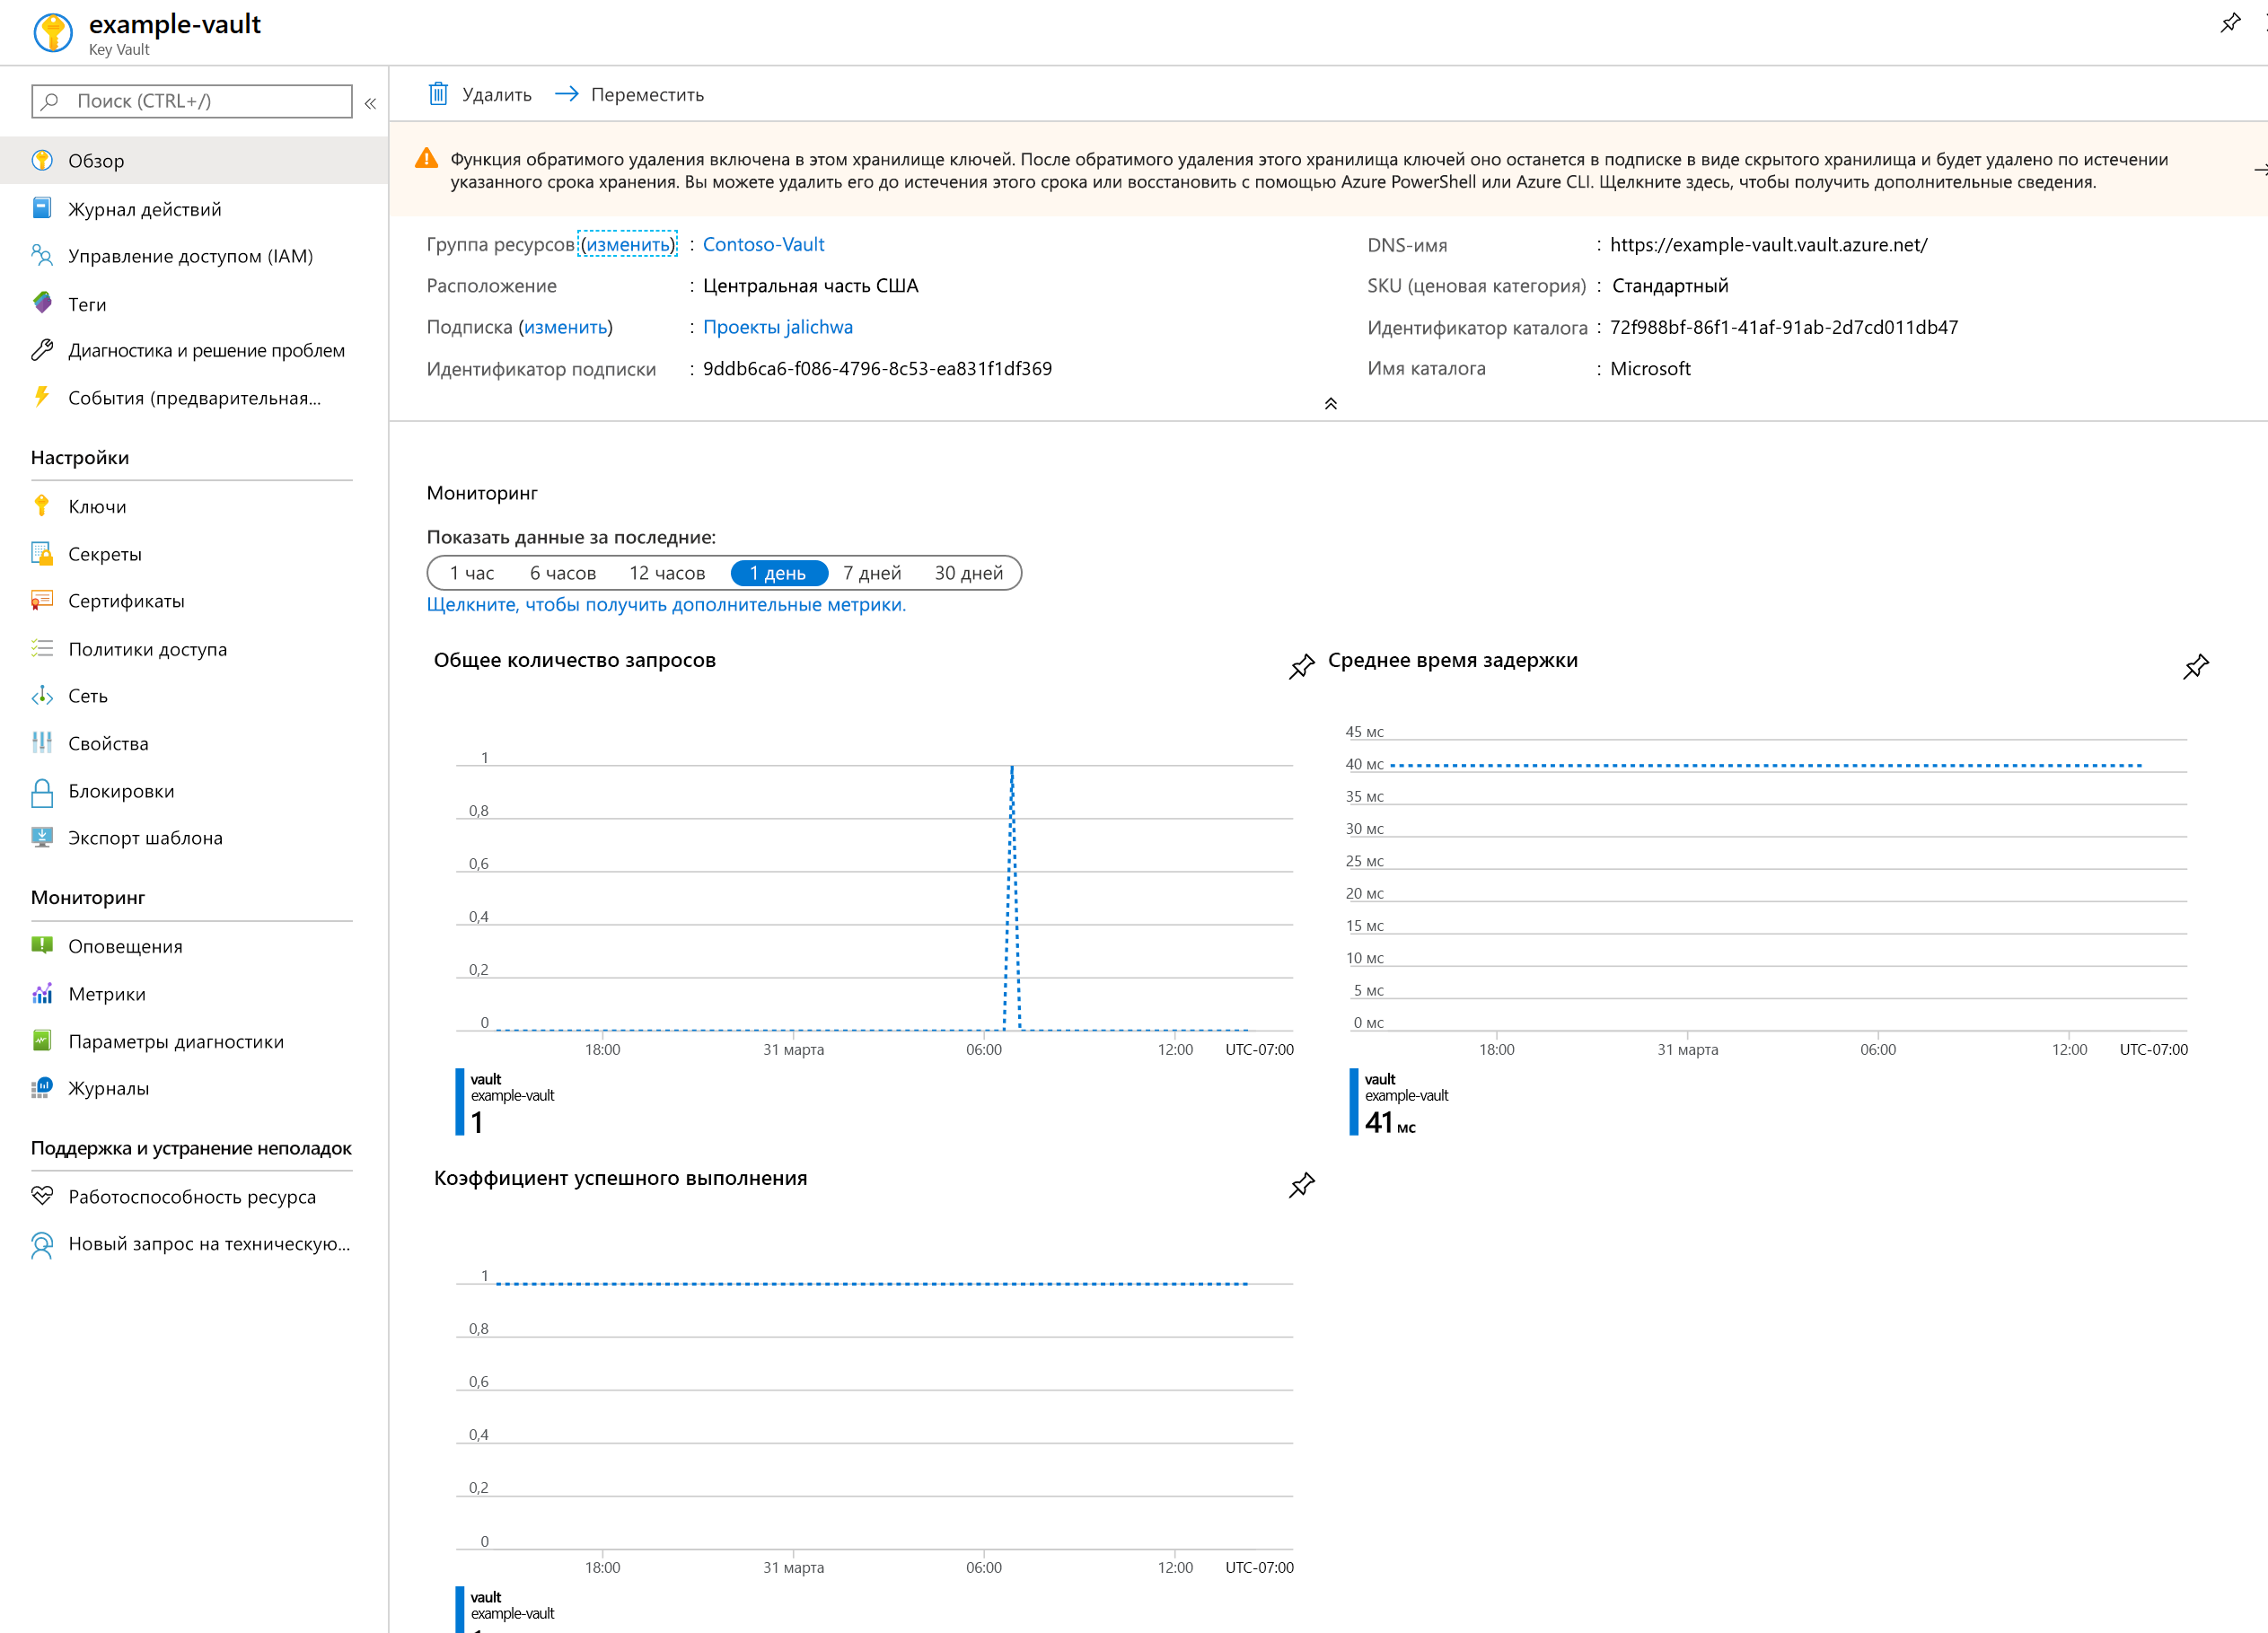 example-vault
Key Vault
Поиск (CTRL+/)
«
Удалить
Переместить
Обзор
Журнал действий
Управление доступом (IAM)
Теги
Диагностика и решение проблем
События (предварительная...
Настройки
Ключи
Секреты
Сертификаты
Политики доступа
Сеть
Свойства
Блокировки
Экспорт шаблона
Мониторинг
Оповещения
Метрики
Параметры диагностики
Журналы
Поддержка и устранение неполадок
Работоспособность ресурса
Новый запрос на техническую...
Функция обратимого удаления включена в этом хранилище ключей. После обратимого удаления этого хранилища ключей оно останется в подписке в виде скрытого хранилища и будет удалено по истечении
указанного срока хранения. Вы можете удалить его до истечения этого срока или восстановить с помощью Azure PowerShell или Azure CLI. Щелкните здесь, чтобы получить дополнительные сведения.
Группа ресурсов (изменить) : Contoso-Vault
Расположение : Центральная часть США
Подписка (изменить) : Проекты jalichwa
Идентификатор подписки : 9ddb6ca6-f086-4796-8c53-ea831f1df369
DNS-имя : https://example-vault.vault.azure.net/
SKU (ценовая категория) : Стандартный
Идентификатор каталога : 72f988bf-86f1-41af-91ab-2d7cd011db47
Имя каталога : Microsoft
Мониторинг
Показать данные за последние:
1 час 6 часов 12 часов 1 день 7 дней 30 дней
Щелкните, чтобы получить дополнительные метрики.
Общее количество запросов
1
0,8
0,6
0,4
0,2
0
18:00 31 марта 06:00 12:00 UTC-07:00
vault
example-vault
1
Среднее время задержки
45 мс
40 мс
35 мс
30 мс
25 мс
20 мс
15 мс
10 мс
5 мс
0 мс
18:00 31 марта 06:00 12:00 UTC-07:00
vault
example-vault
41 мс
Коэффициент успешного выполнения
1
0,8
0,6
0,4
0,2
0
18:00 31 марта 06:00 12:00 UTC-07:00
vault
example-vault